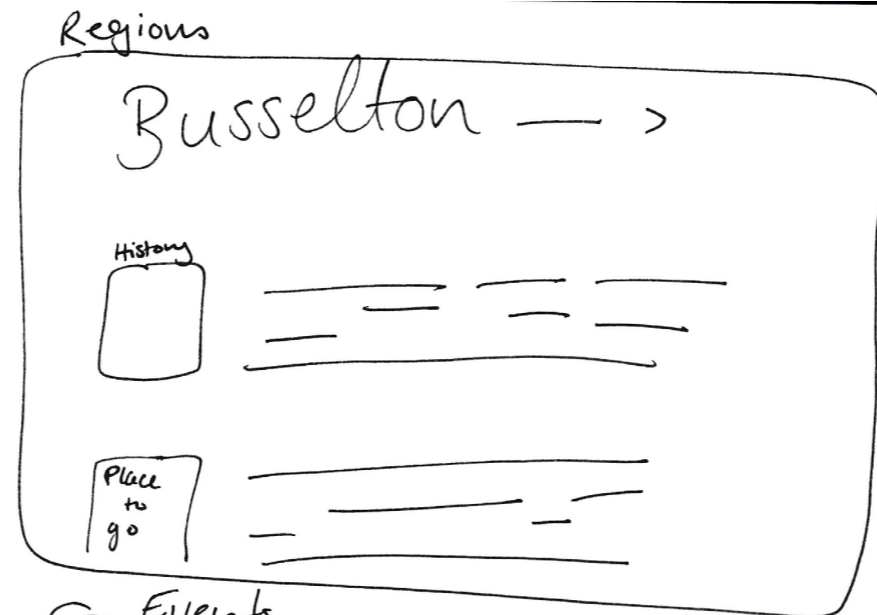 Regions
Busselton — >
History
Place
to
go
Events